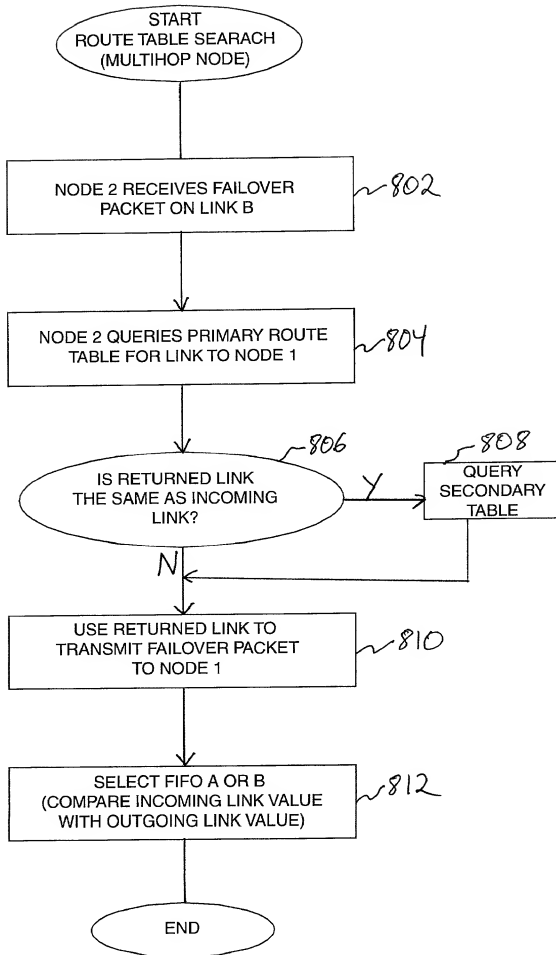 START
ROUTE TABLE SEARACH
(MULTIHOP NODE)
NODE 2 RECEIVES FAILOVER
PACKET ON LINK B
802
NODE 2 QUERIES PRIMARY ROUTE
TABLE FOR LINK TO NODE 1
804
806
IS RETURNED LINK
THE SAME AS INCOMING
LINK?
Y
808
QUERY
SECONDARY
TABLE
N
USE RETURNED LINK TO
TRANSMIT FAILOVER PACKET
TO NODE 1
810
SELECT FIFO A OR B
(COMPARE INCOMING LINK VALUE
WITH OUTGOING LINK VALUE)
812
END